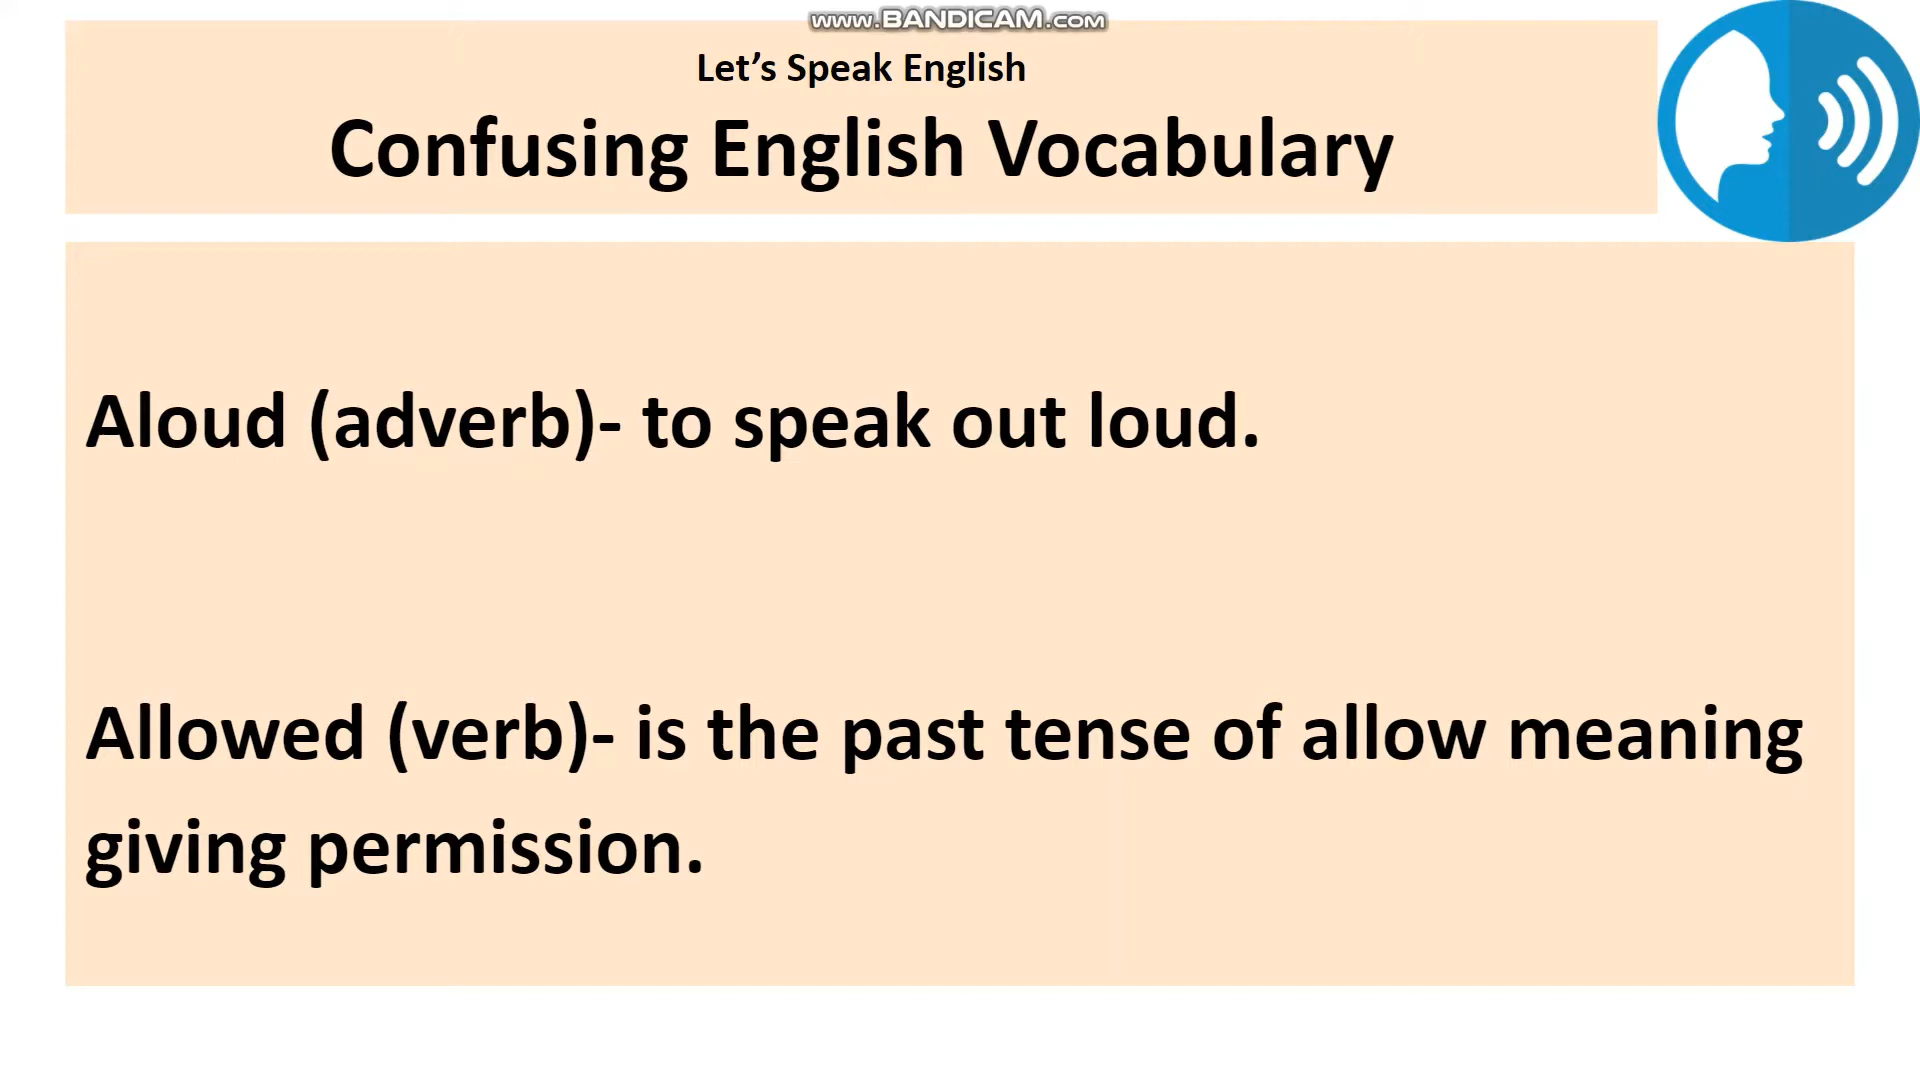 www.BANDICAM.com
Let’s Speak English
Confusing English Vocabulary
Aloud (adverb)- to speak out loud.
Allowed (verb)- is the past tense of allow meaning
giving permission.